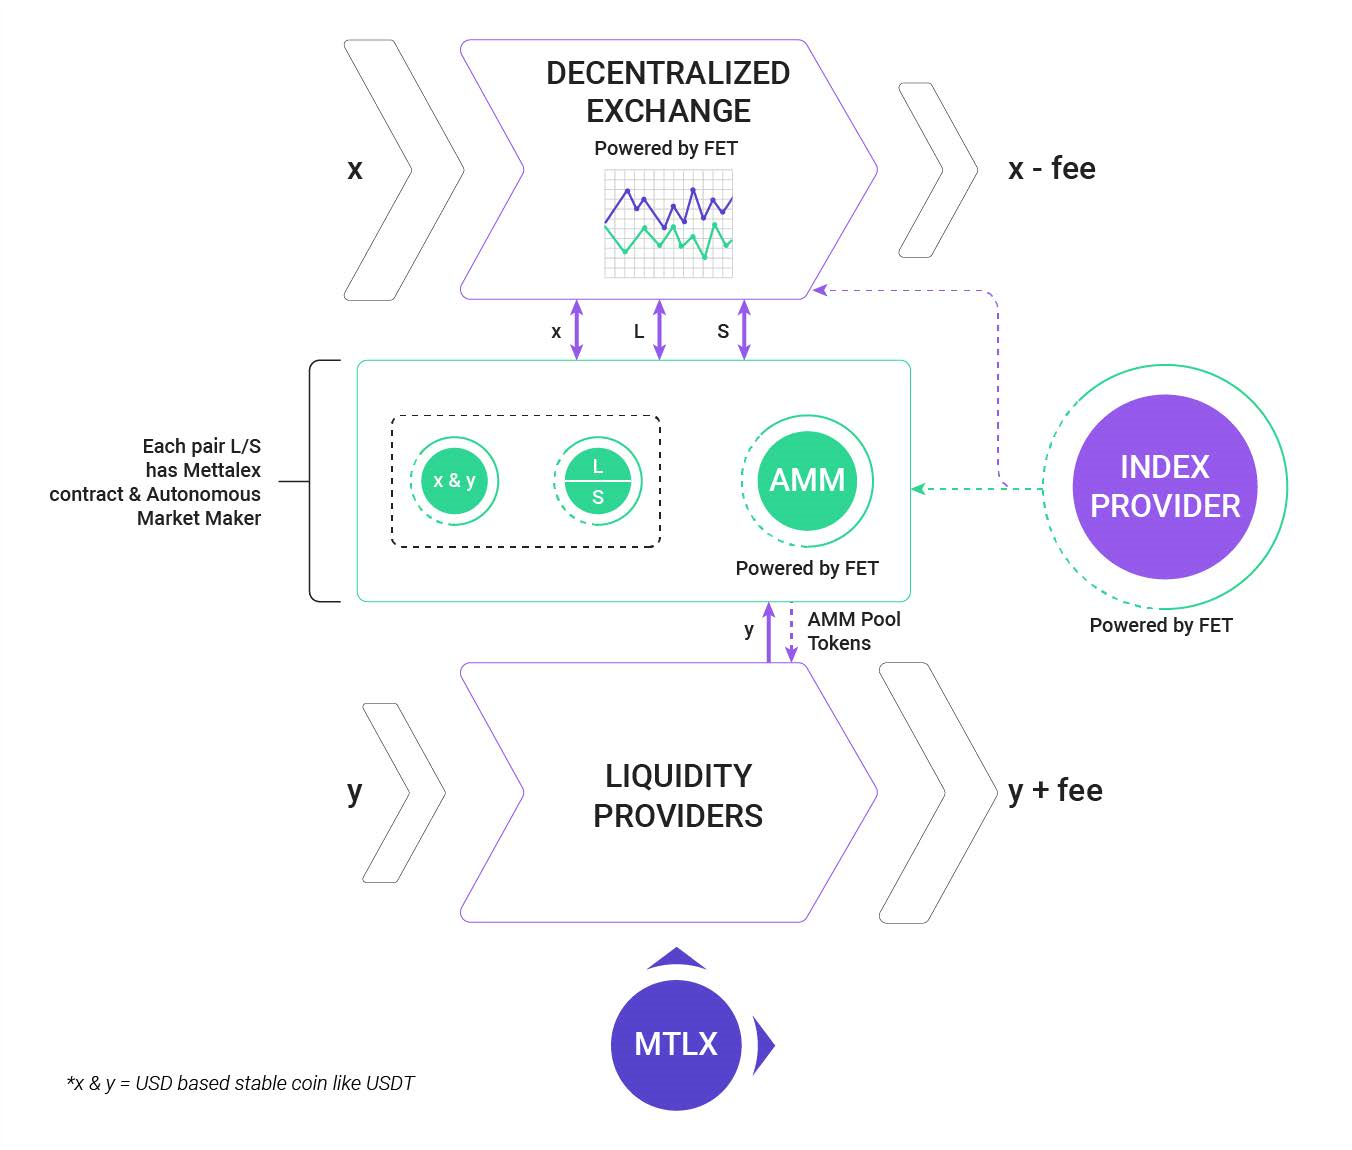 DECENTRALIZED
EXCHANGE
Powered by FET
x
x - fee
x
L
S
Each pair L/S
has Mettalex
contract & Autonomous
Market Maker
x & y
L
S
AMM
Powered by FET
INDEX
PROVIDER
Powered by FET
y
AMM Pool
Tokens
LIQUIDITY
PROVIDERS
y
y + fee
MTLX
*x & y = USD based stable coin like USDT